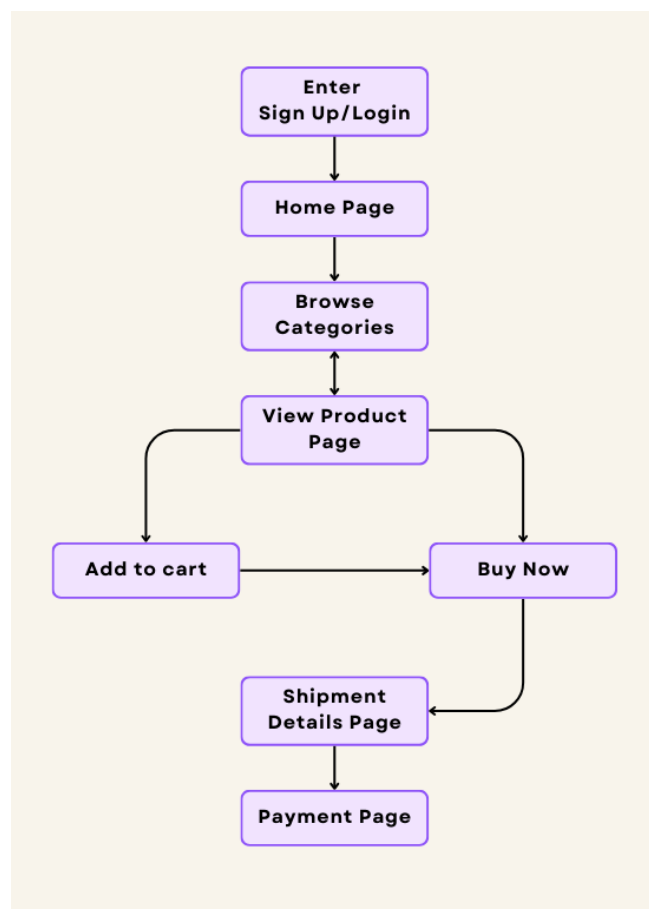 Enter
Sign Up/Login
Home Page
Browse
Categories
View Product
Page
Add to cart
Buy Now
Shipment
Details Page
Payment Page